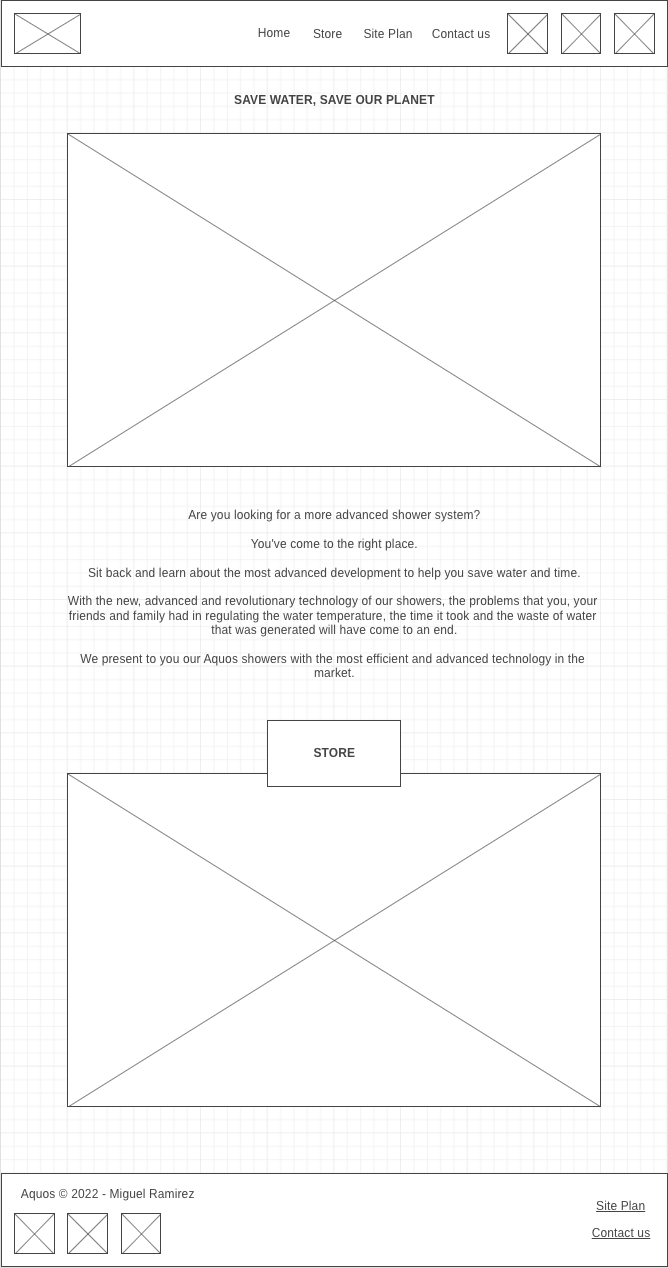 Home Store Site Plan Contact us
SAVE WATER, SAVE OUR PLANET
Are you looking for a more advanced shower system?
You've come to the right place.
Sit back and learn about the most advanced development to help you save water and time.
With the new, advanced and revolutionary technology of our showers, the problems that you, your
friends and family had in regulating the water temperature, the time it took and the waste of water
that was generated will have come to an end.
We present to you our Aquos showers with the most efficient and advanced technology in the
market.
STORE
Aquos © 2022 - Miguel Ramirez
Site Plan
Contact us